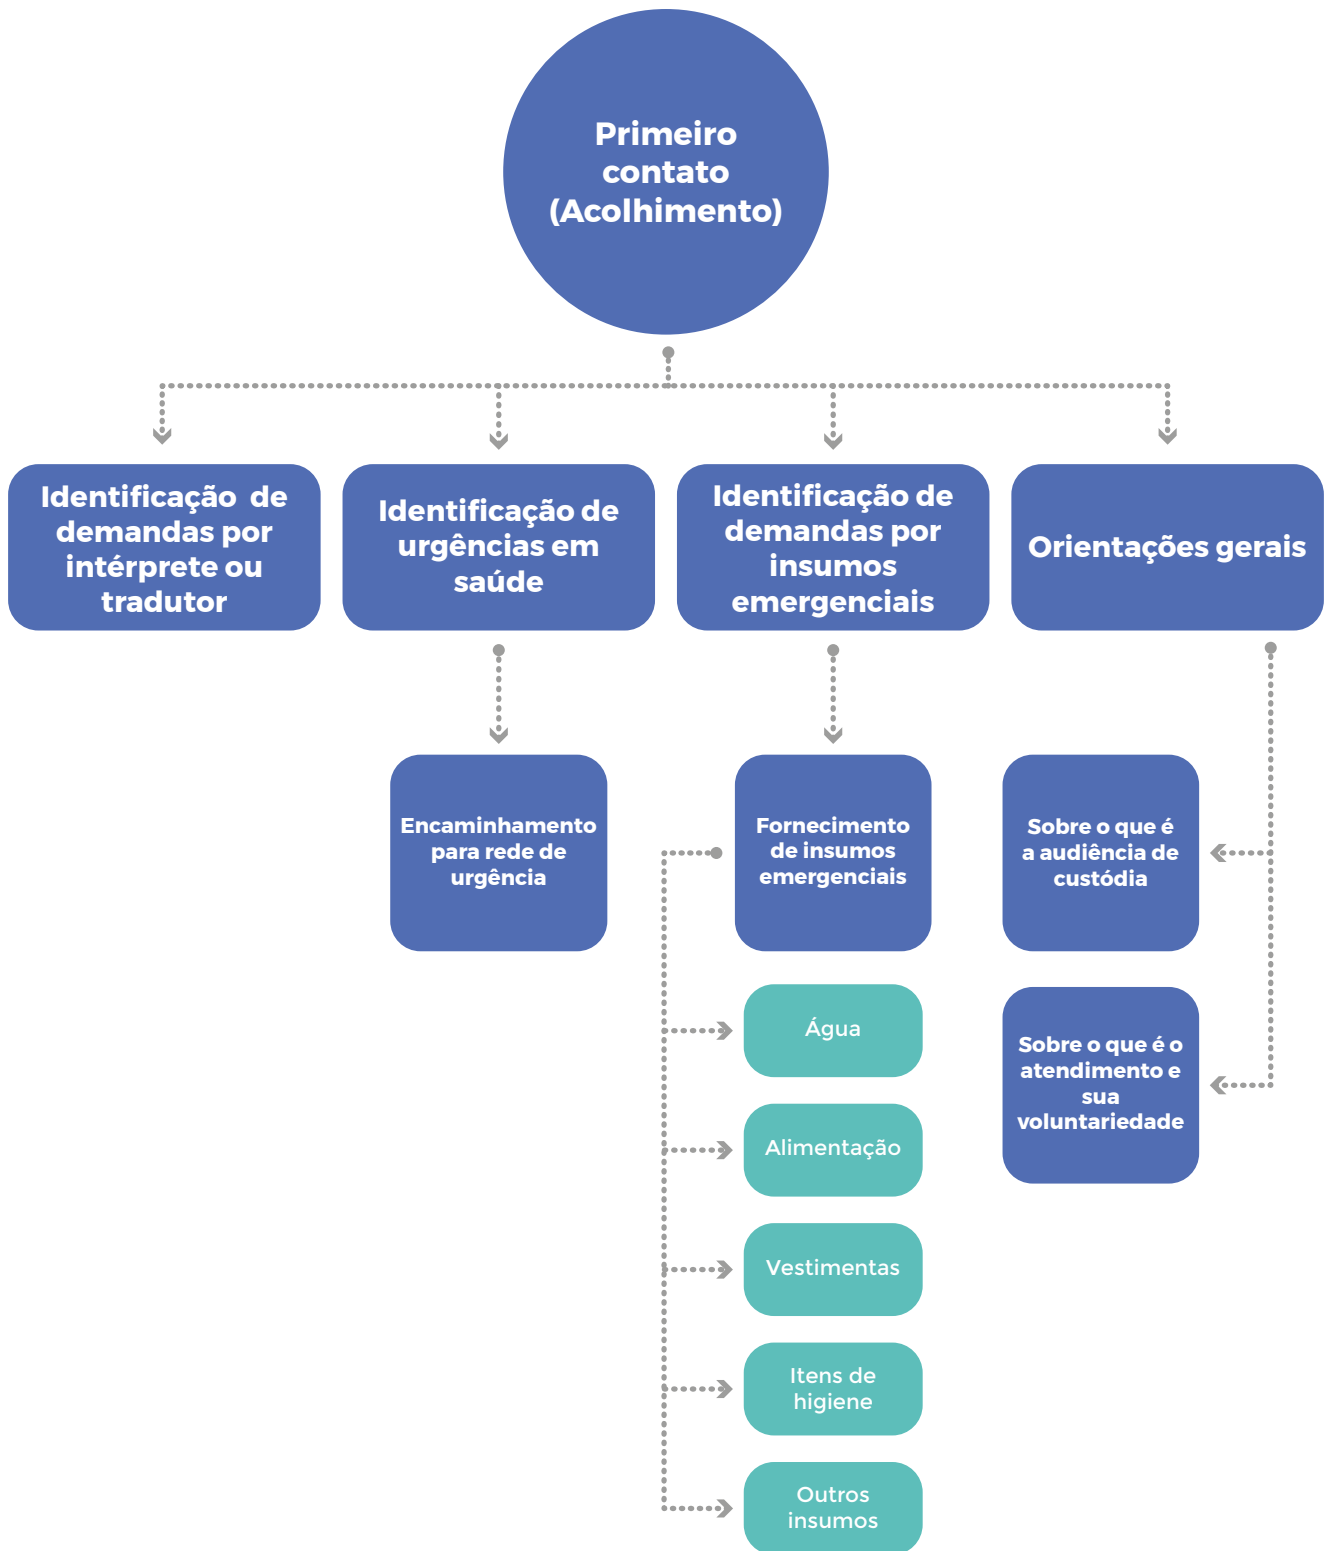 Primeiro
contato
(Acolhimento)
Identificação de
demandas por
intérprete ou
tradutor
Identificação de
urgências em
saúde
Identificação de
demandas por
insumos
emergenciais
Orientações gerais
Encaminhamento
para rede de
urgência
Fornecimento
de insumos
emergenciais
Sobre o que é
a audiência de
custódia
Água
Sobre o que é o
atendimento e
sua
voluntariedade
Alimentação
Vestimentas
Itens de
higiene
Outros
insumos